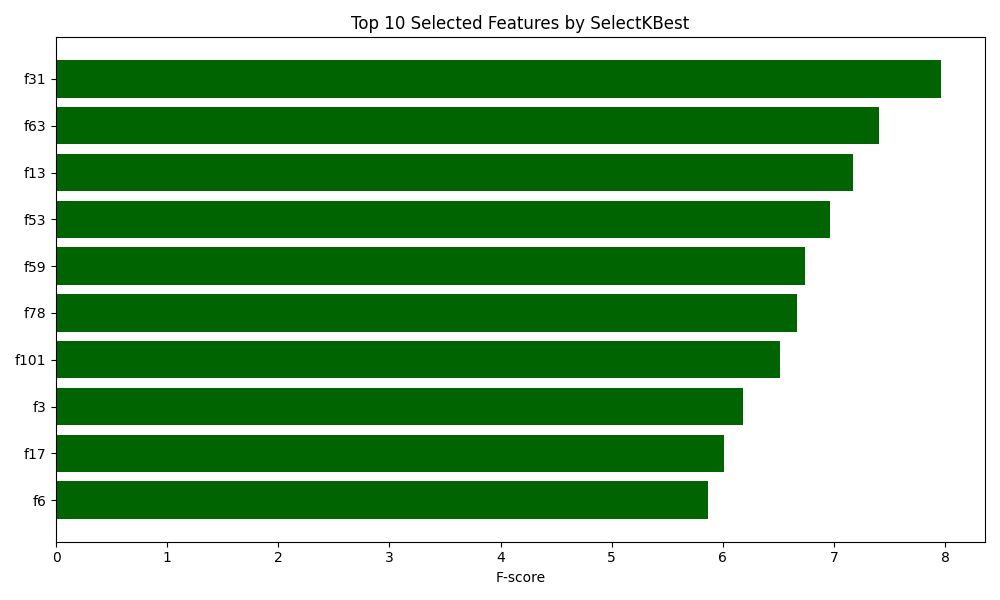 Top 10 Selected Features by SelectKBest
f31
f63
f13
f53
f59
f78
f101
f3
f17
f6
0 1 2 3 4 5 6 7 8
F-score